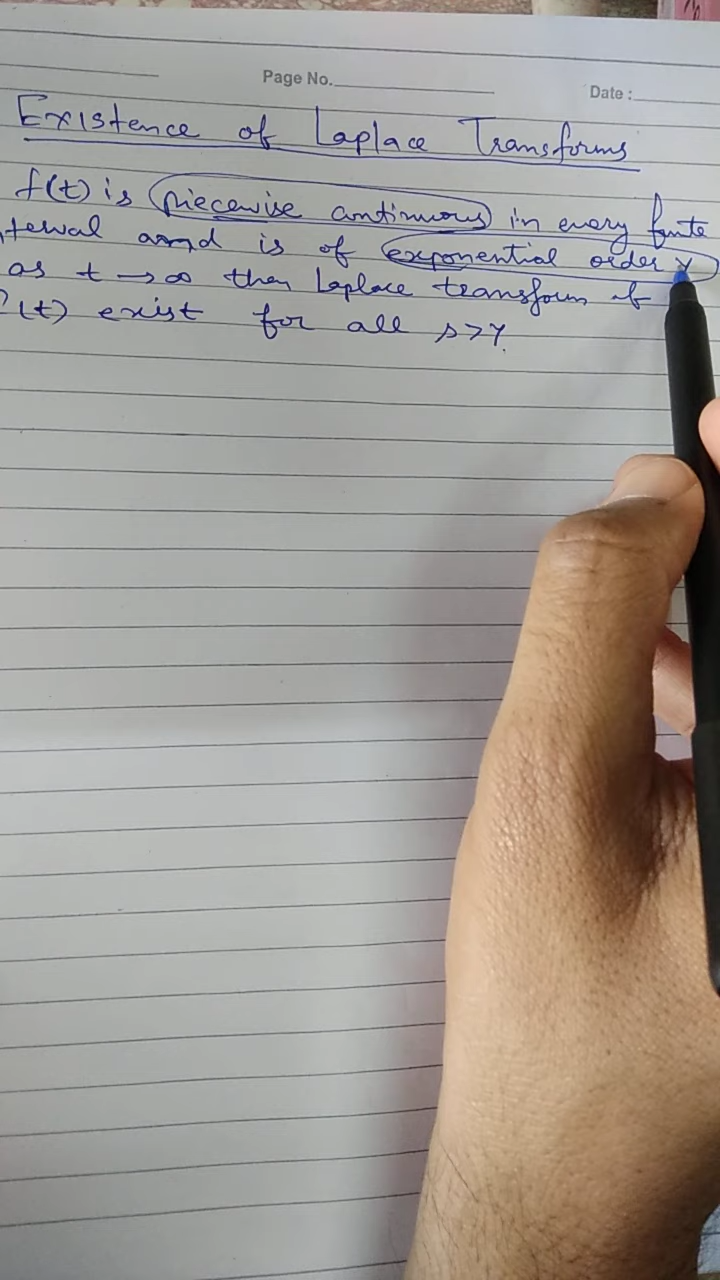 Page No.
Date :
Existence of Laplace Transforms
f(t) is piecewise continuous in every finite
terval and is of exponential order γ
as t → ∞ then Laplace transform of
(t) exist for all s>γ.